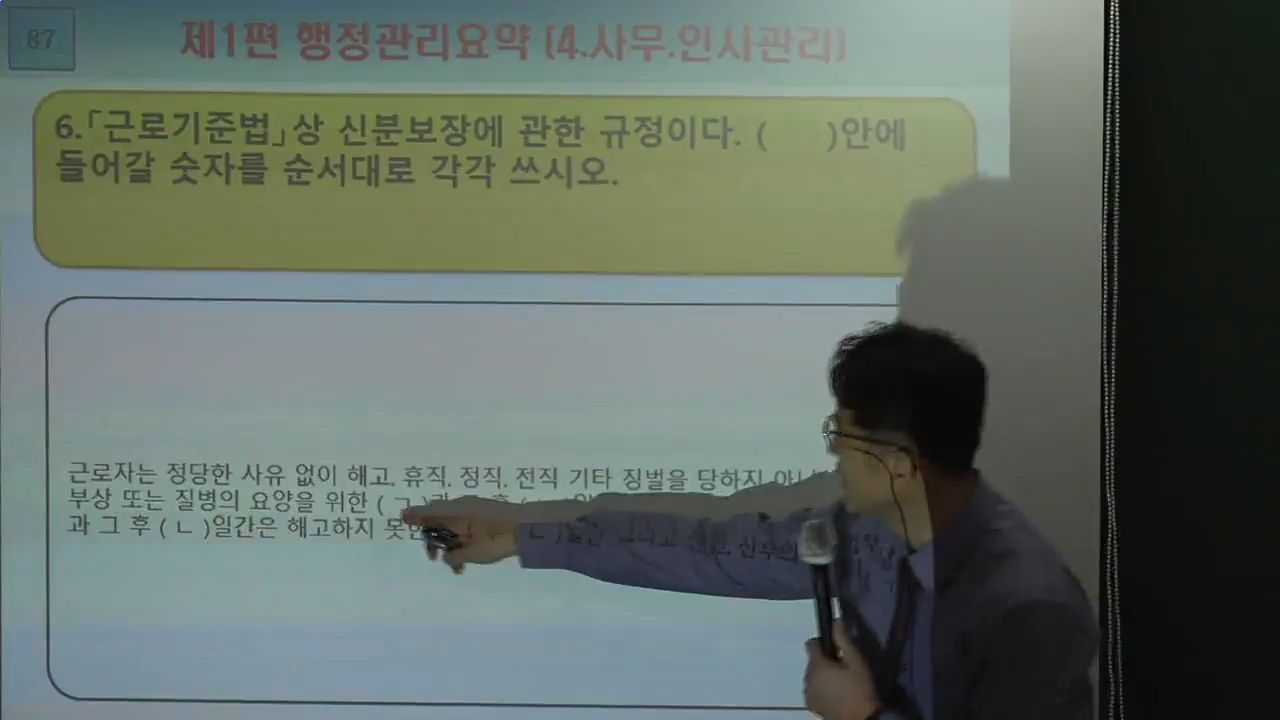 87
제1편 행정관리요약 (4.사무.인사관리)
6.「근로기준법」상 신분보장에 관한 규정이다. ( )안에
들어갈 숫자를 순서대로 각각 쓰시오.
근로자는 정당한 사유 없이 해고, 휴직, 정직, 전직 기타 징벌을 당하지
부상 또는 질병의 요양을 위한 ( ㄱ )
과 그 후 ( ㄴ )일간은 해고하지